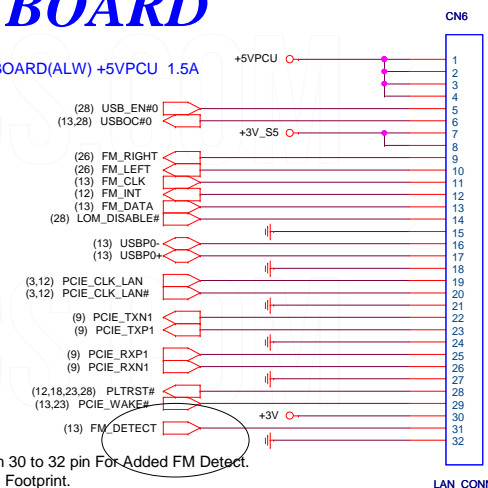 BOARD
CN6
BOARD(ALW) +5VPCU 1.5A
+5VPCU
1
2
3
4
(28) USB_EN#0 5
(13,28) USBOC#0 6
+3V_S5 7
8
(26) FM_RIGHT 9
(26) FM_LEFT 10
(13) FM_CLK 11
(12) FM_INT 12
(13) FM_DATA 13
(28) LOM_DISABLE# 14
15
(13) USBP0- 16
(13) USBP0+ 17
18
(3,12) PCIE_CLK_LAN 19
(3,12) PCIE_CLK_LAN# 20
21
(9) PCIE_TXN1 22
(9) PCIE_TXP1 23
24
(9) PCIE_RXP1 25
(9) PCIE_RXN1 26
27
(12,18,23,28) PLTRST# 28
(13,23) PCIE_WAKE# 29
+3V 30
(13) FM_DETECT 31
32
30 to 32 pin For Added FM Detect.
Footprint.
LAN CONN